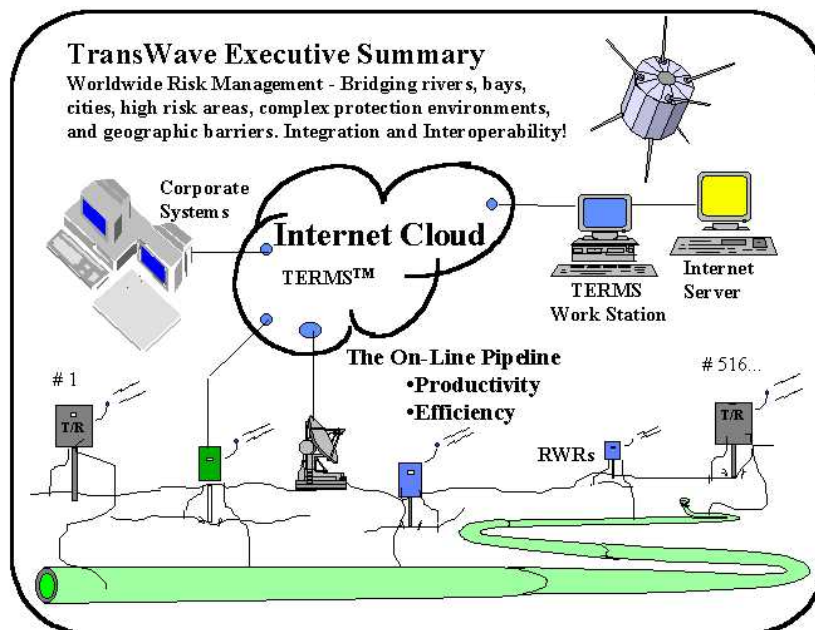 TransWave Executive Summary
Worldwide Risk Management - Bridging rivers, bays,
cities, high risk areas, complex protection environments,
and geographic barriers. Integration and Interoperability!
Corporate
Systems
Internet Cloud
TERMS™
TERMS
Work Station
Internet
Server
The On-Line Pipeline
•Productivity
•Efficiency
# 1
# 516...
T/R
T/R
RWRs